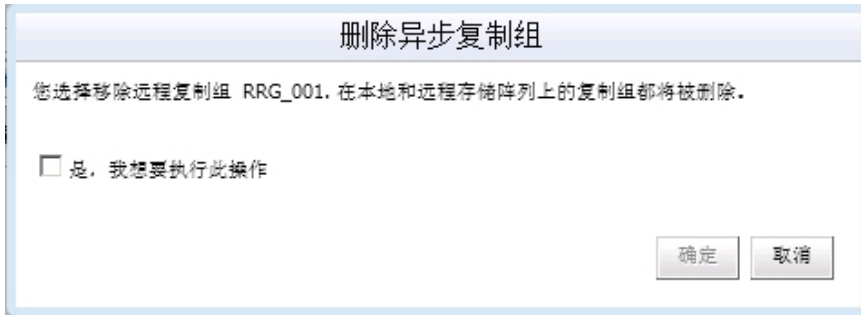 删除异步复制组
您选择移除远程复制组 RRG_001. 在本地和远程存储阵列上的复制组都将被删除.
是, 我想要执行此操作
确定
取消